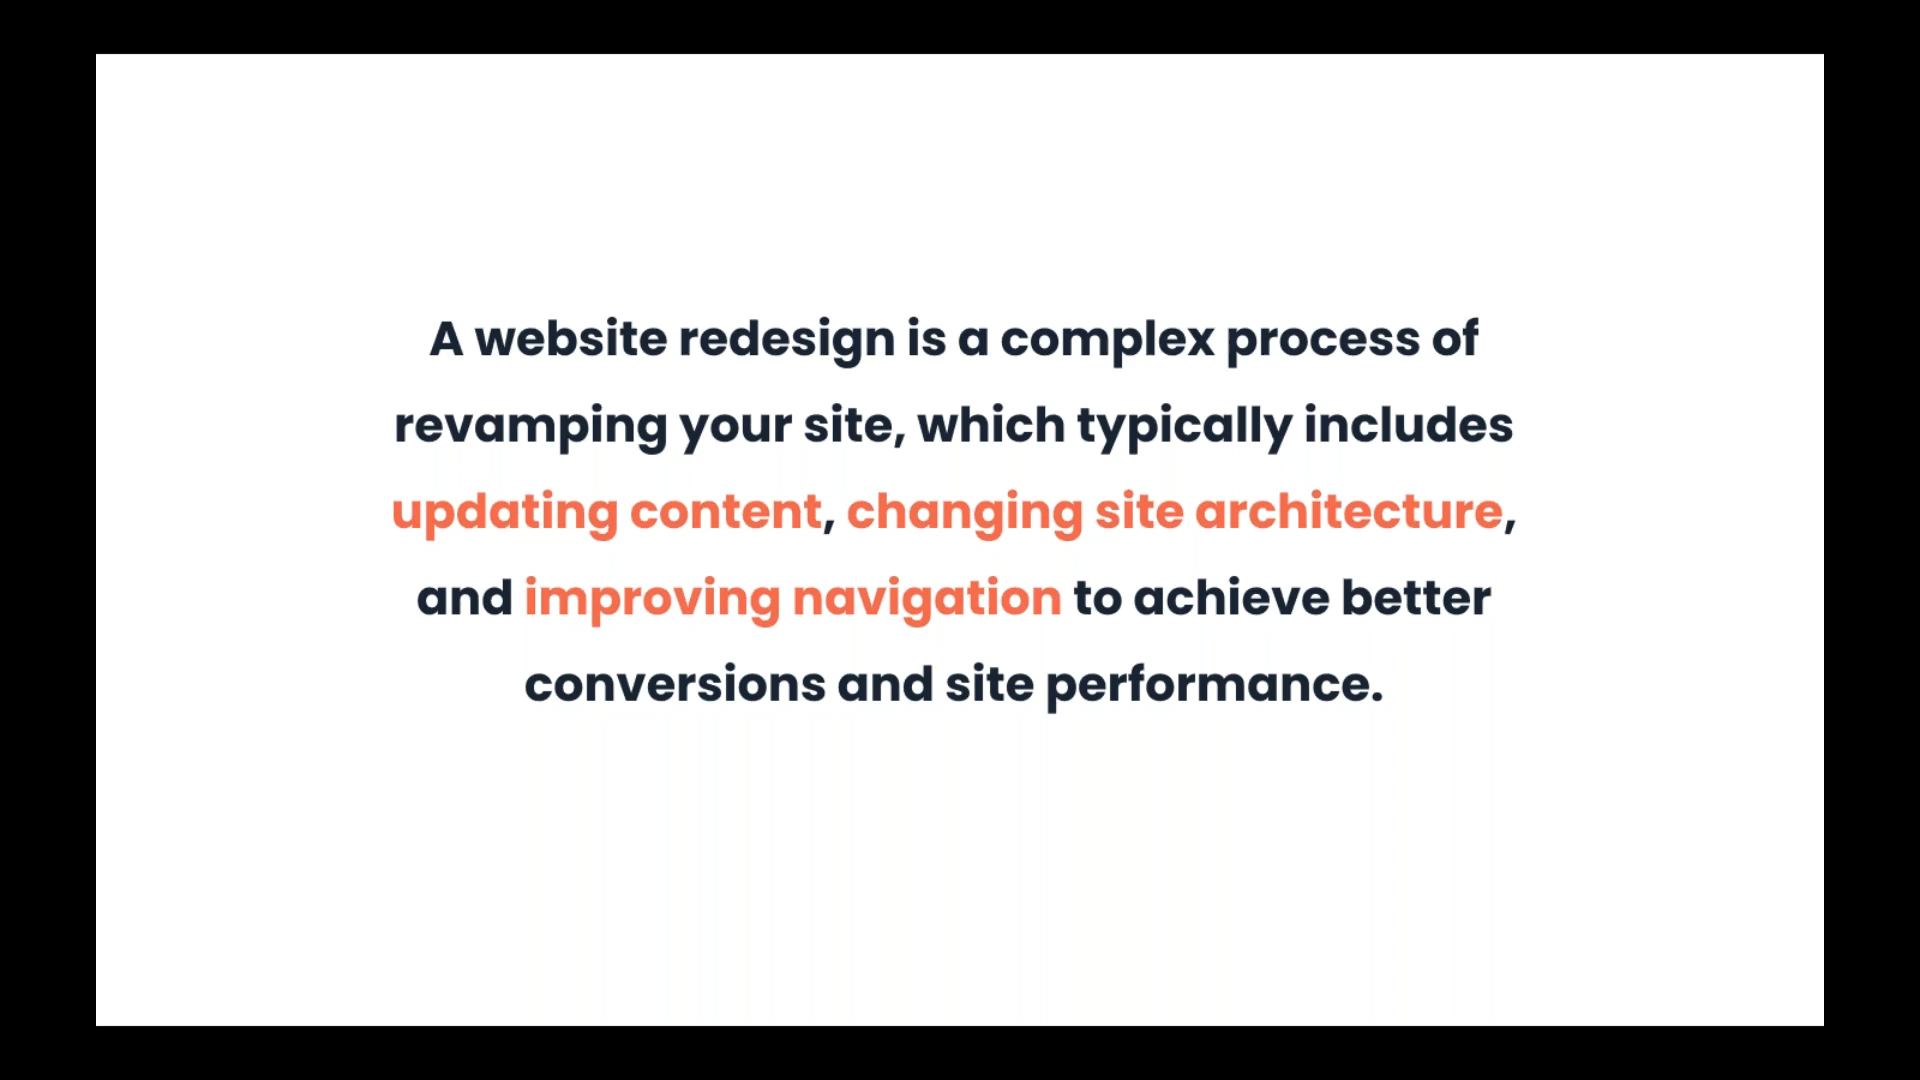 A website redesign is a complex process of
revamping your site, which typically includes
updating content, changing site architecture,
and improving navigation to achieve better
conversions and site performance.